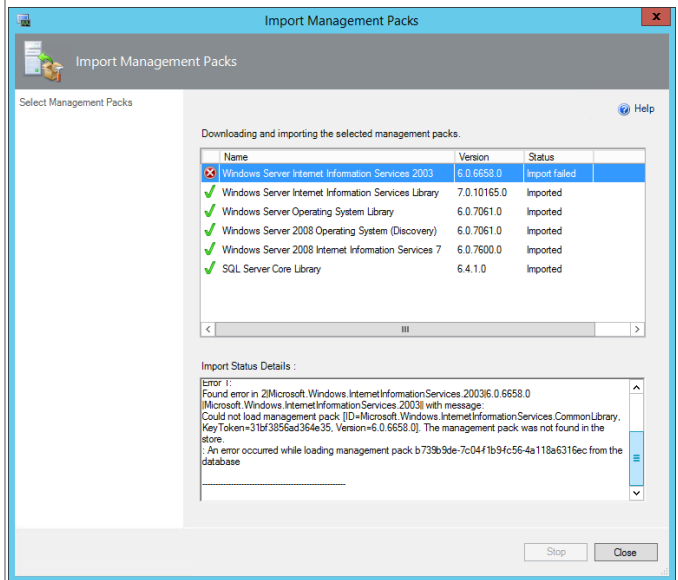 Import Management Packs
x
Import Management Packs
Select Management Packs
Help
Downloading and importing the selected management packs.
Name Version Status
Windows Server Internet Information Services 2003 6.0.6658.0 Import failed
Windows Server Internet Information Services Library 7.0.10165.0 Imported
Windows Server Operating System Library 6.0.7061.0 Imported
Windows Server 2008 Operating System (Discovery) 6.0.7061.0 Imported
Windows Server 2008 Internet Information Services 7 6.0.7600.0 Imported
SQL Server Core Library 6.4.1.0 Imported
Import Status Details :
Error 1:
Found error in 2|Microsoft.Windows.InternetInformationServices.2003|6.0.6658.0
|Microsoft.Windows.InternetInformationServices.2003|| with message:
Could not load management pack [ID=Microsoft.Windows.InternetInformationServices.CommonLibrary,
KeyToken=31bf3856ad364e35, Version=6.0.6658.0]. The management pack was not found in the
store.
: An error occurred while loading management pack b739b9de-7c04-f1b9-fc56-4a118a6316ec from the
database
--------------------------------------------------------
Stop Close